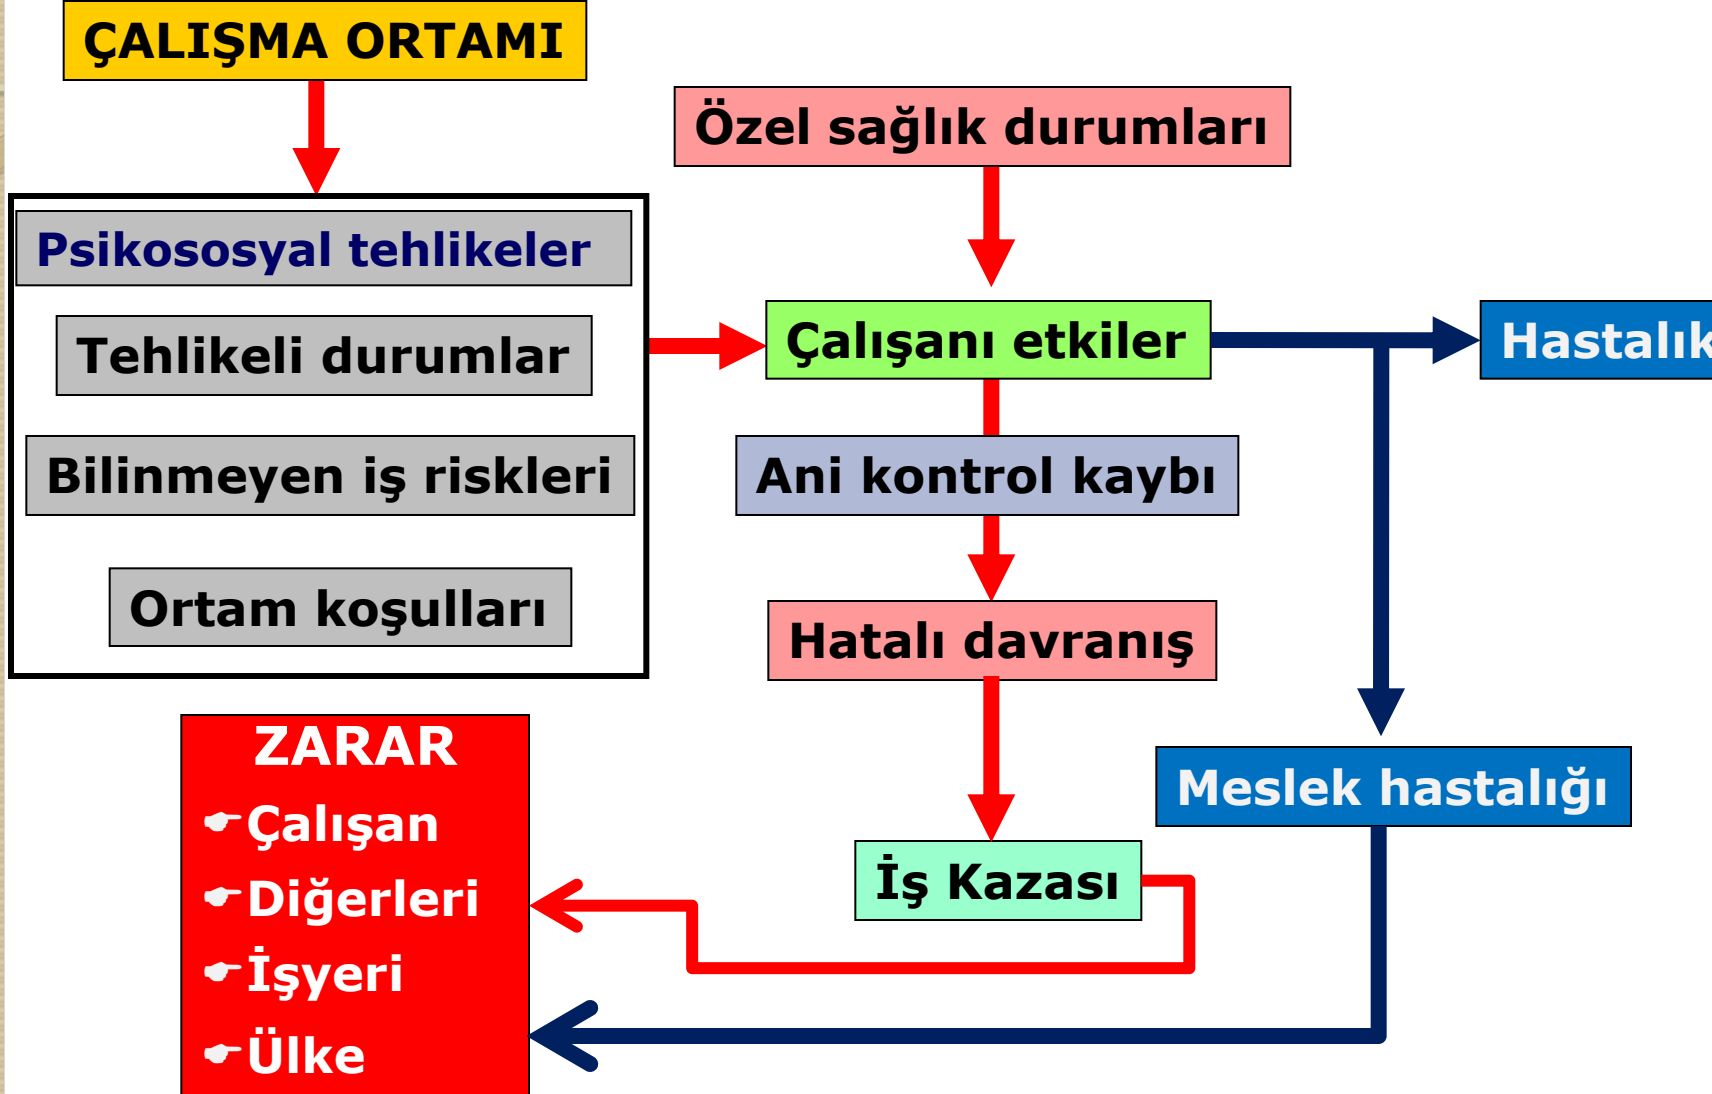 ÇALIŞMA ORTAMI
Özel sağlık durumları
Psikososyal tehlikeler
Tehlikeli durumlar
Bilinmeyen iş riskleri
Ortam koşulları
Çalışanı etkiler
Hastalık
Ani kontrol kaybı
Hatalı davranış
Meslek hastalığı
İş Kazası
ZARAR
☛Çalışan
☛Diğerleri
☛İşyeri
☛Ülke